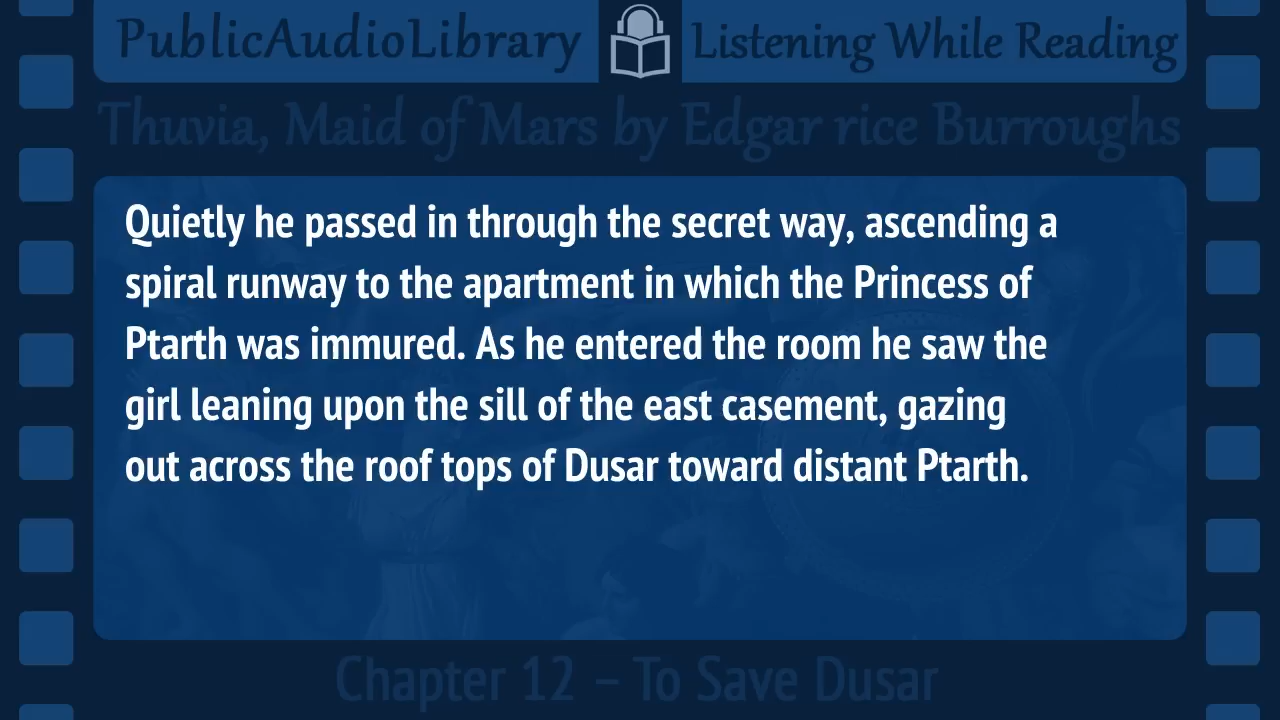 PublicAudioLibrary Listening While Reading
Thuvia, Maid of Mars by Edgar rice Burroughs
Quietly he passed in through the secret way, ascending a
spiral runway to the apartment in which the Princess of
Ptarth was immured. As he entered the room he saw the
girl leaning upon the sill of the east casement, gazing
out across the roof tops of Dusar toward distant Ptarth.
Chapter 12 – To Save Dusar